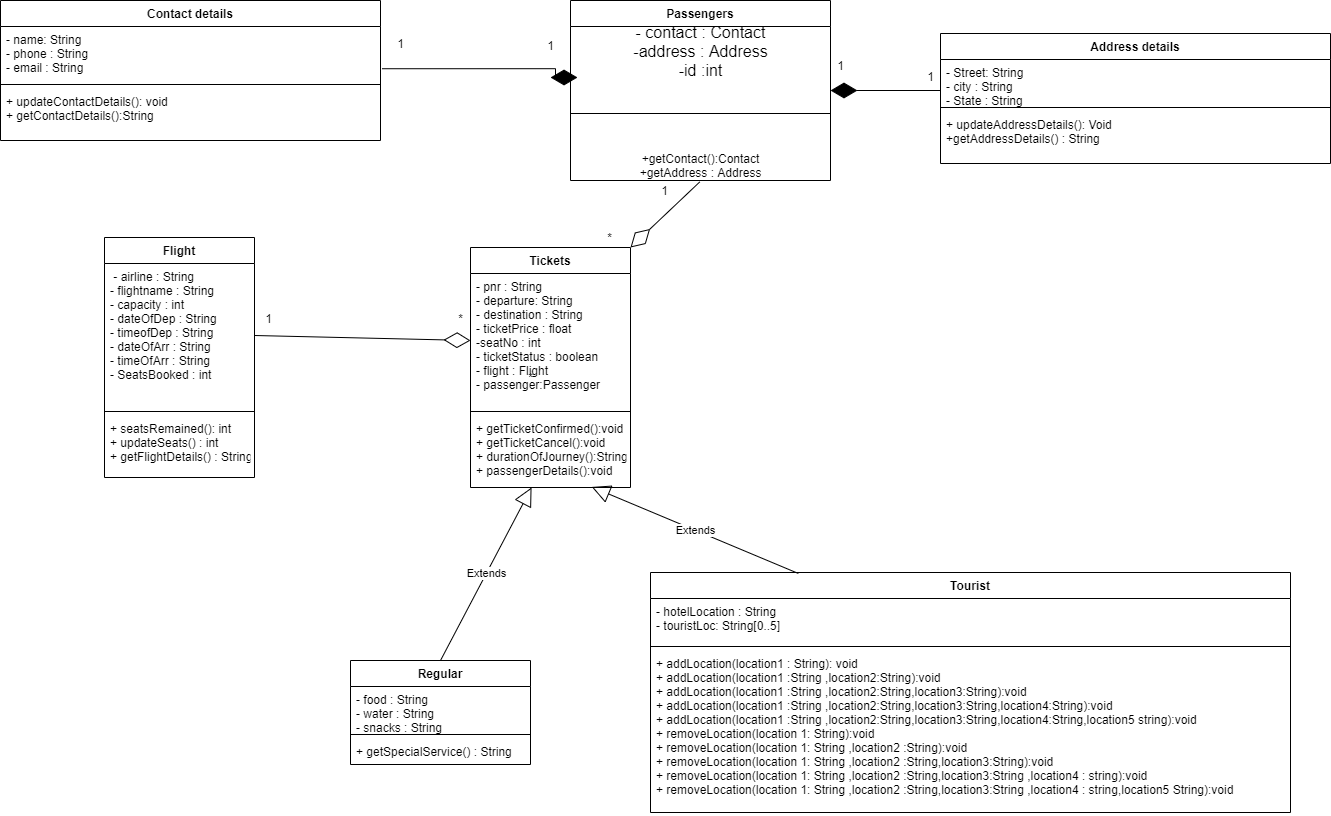 Contact details
- name: String
- phone : String
- email : String
+ updateContactDetails(): void
+ getContactDetails():String
1
1
Passengers
- contact : Contact
-address : Address
-id :int
+getContact():Contact
+getAddress : Address
1
1
Address details
- Street: String
- city : String
- State : String
+ updateAddressDetails(): Void
+getAddressDetails() : String
1
*
Flight
- airline : String
- flightname : String
- capacity : int
- dateOfDep : String
- timeofDep : String
- dateOfArr : String
- timeOfArr : String
- SeatsBooked : int
+ seatsRemained(): int
+ updateSeats() : int
+ getFlightDetails() : String
1
*
Tickets
- pnr : String
- departure: String
- destination : String
- ticketPrice : float
-seatNo : int
- ticketStatus : boolean
- flight : Flight
- passenger:Passenger
+ getTicketConfirmed():void
+ getTicketCancel():void
+ durationOfJourney():String
+ passengerDetails():void
Extends
Extends
Regular
- food : String
- water : String
- snacks : String
+ getSpecialService() : String
Tourist
- hotelLocation : String
- touristLoc: String[0..5]
+ addLocation(location1 : String): void
+ addLocation(location1 :String ,location2:String):void
+ addLocation(location1 :String ,location2:String,location3:String):void
+ addLocation(location1 :String ,location2:String,location3:String,location4:String):void
+ addLocation(location1 :String ,location2:String,location3:String,location4:String,location5 string):void
+ removeLocation(location 1: String):void
+ removeLocation(location 1: String ,location2 :String):void
+ removeLocation(location 1: String ,location2 :String,location3:String):void
+ removeLocation(location 1: String ,location2 :String,location3:String ,location4 : string):void
+ removeLocation(location 1: String ,location2 :String,location3:String ,location4 : string,location5 String):void